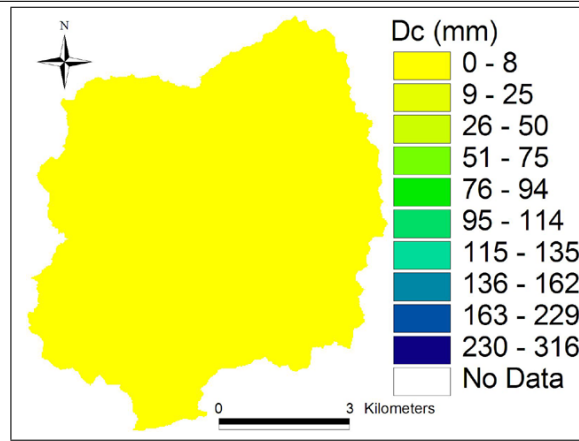 N
Dc (mm)
0 - 8
9 - 25
26 - 50
51 - 75
76 - 94
95 - 114
115 - 135
136 - 162
163 - 229
230 - 316
No Data
0 3 Kilometers